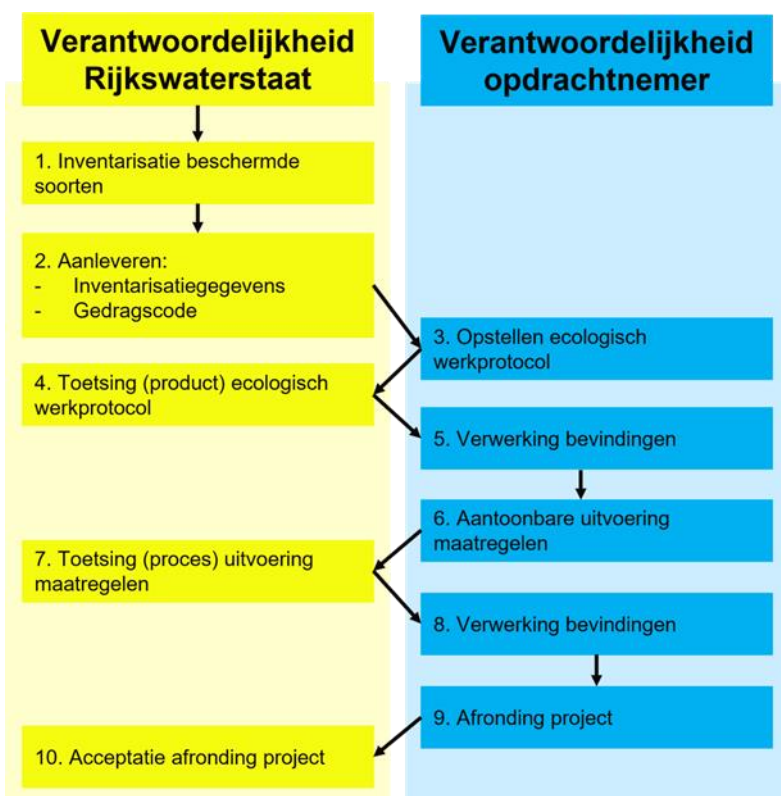 Verantwoordelijkheid
Rijkswaterstaat
Verantwoordelijkheid
opdrachtnemer
1. Inventarisatie beschermde
soorten
2. Aanleveren:
- Inventarisatiegegevens
- Gedragscode
3. Opstellen ecologisch
werkprotocol
4. Toetsing (product) ecologisch
werkprotocol
5. Verwerking bevindingen
6. Aantoonbare uitvoering
maatregelen
7. Toetsing (proces) uitvoering
maatregelen
8. Verwerking bevindingen
9. Afronding project
10. Acceptatie afronding project